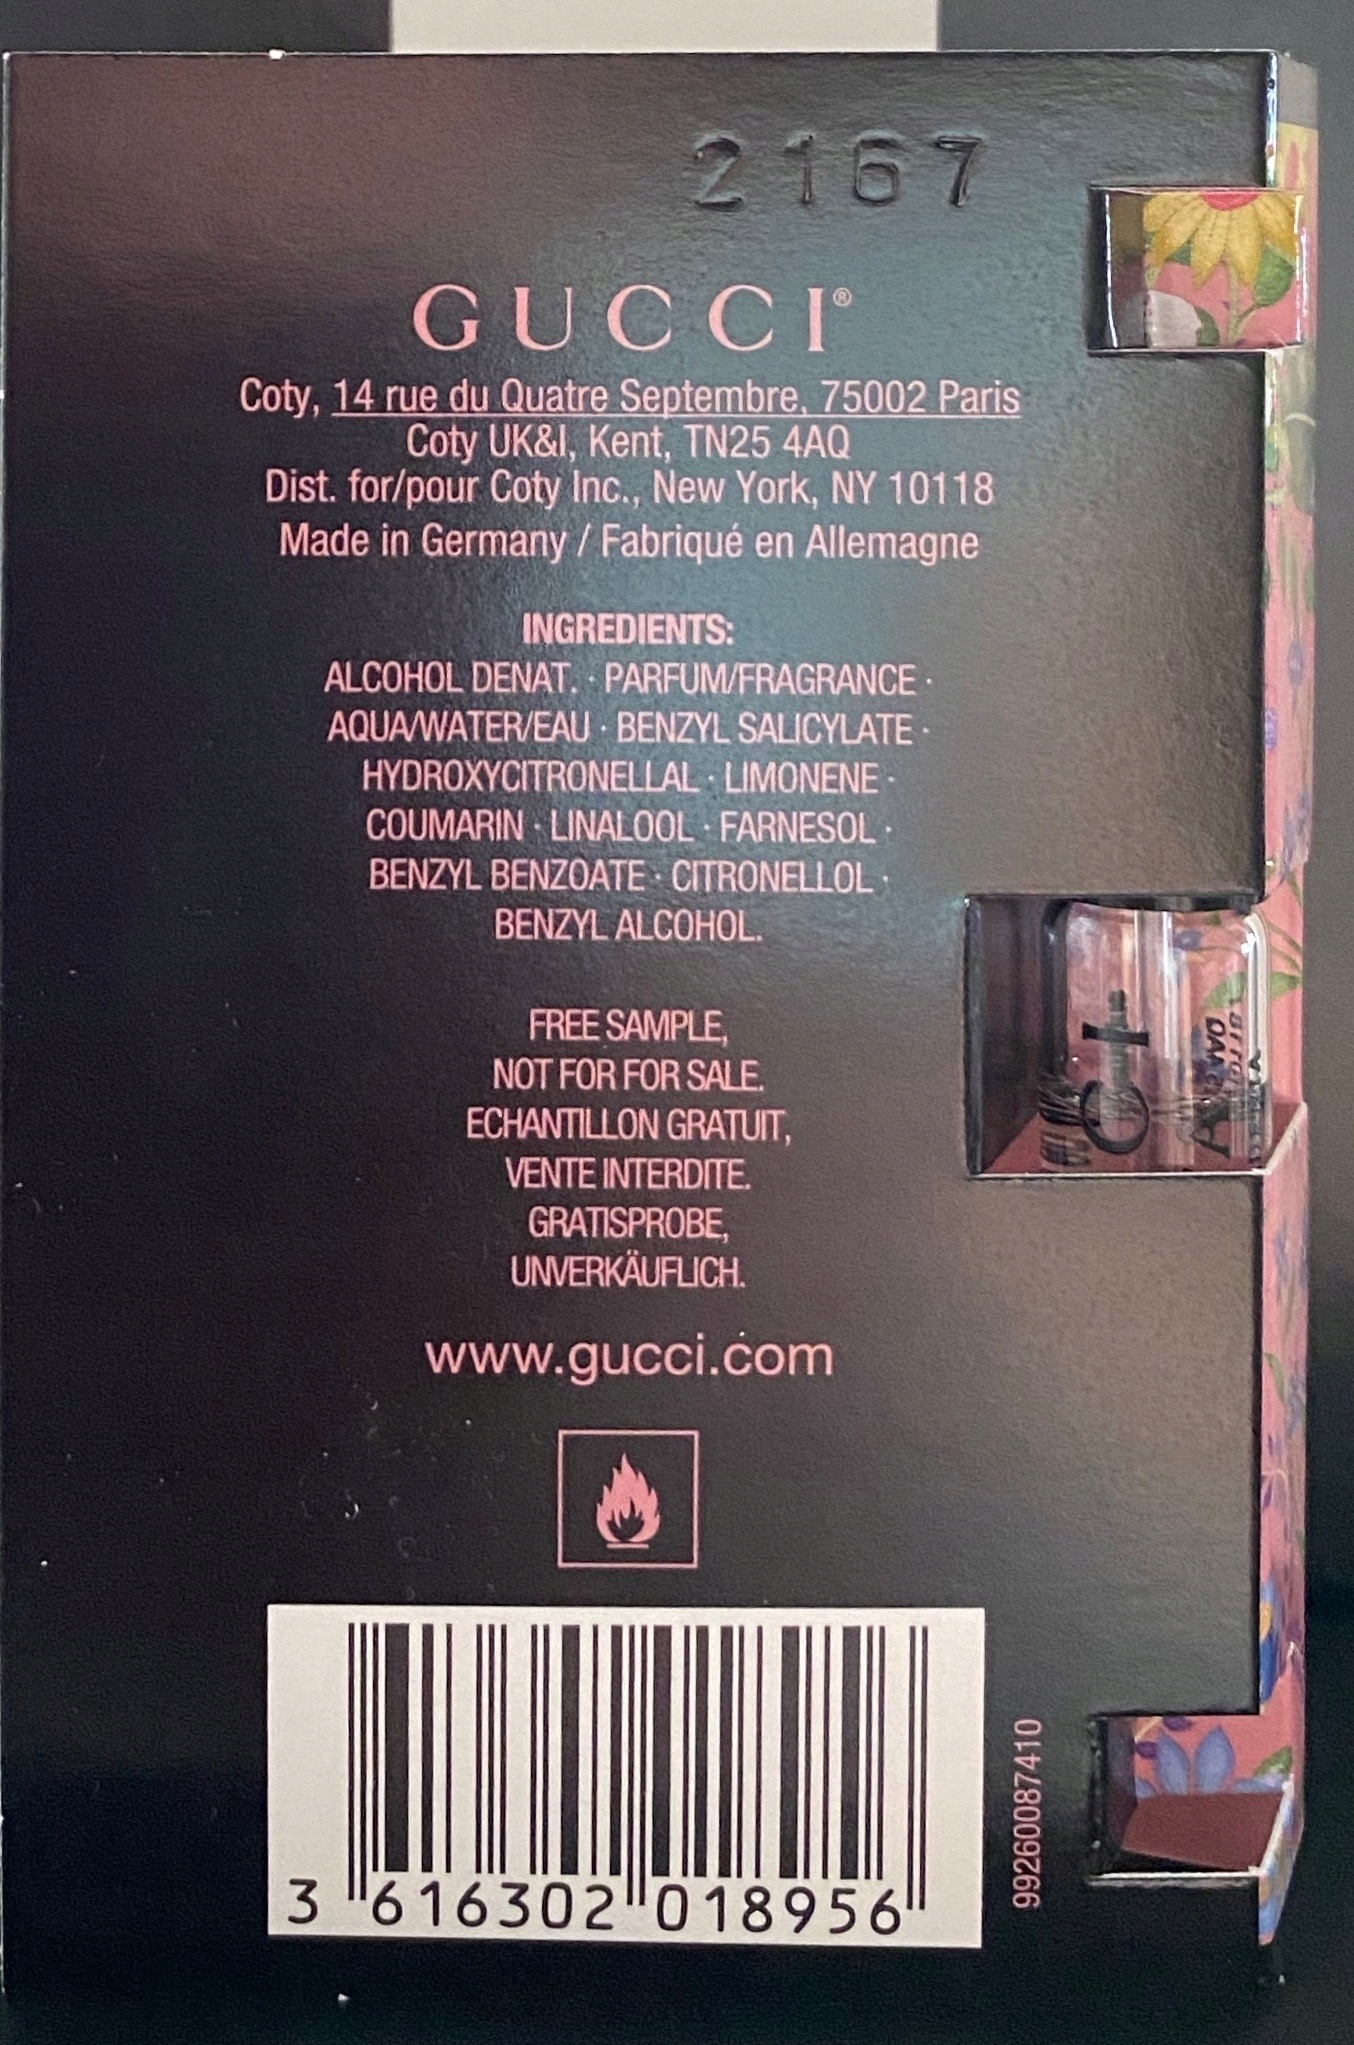 2167
GUCCI®
Coty, 14 rue du Quatre Septembre, 75002 Paris
Coty UK&I, Kent, TN25 4AQ
Dist. for/pour Coty Inc., New York, NY 10118
Made in Germany / Fabriqué en Allemagne
INGREDIENTS:
ALCOHOL DENAT. · PARFUM/FRAGRANCE ·
AQUA/WATER/EAU · BENZYL SALICYLATE ·
HYDROXYCITRONELLAL · LIMONENE ·
COUMARIN · LINALOOL · FARNESOL ·
BENZYL BENZOATE · CITRONELLOL ·
BENZYL ALCOHOL.
FREE SAMPLE,
NOT FOR FOR SALE.
ECHANTILLON GRATUIT,
VENTE INTERDITE.
GRATISPROBE,
UNVERKÄUFLICH.
www.gucci.com
3 616302 018956
99260087410